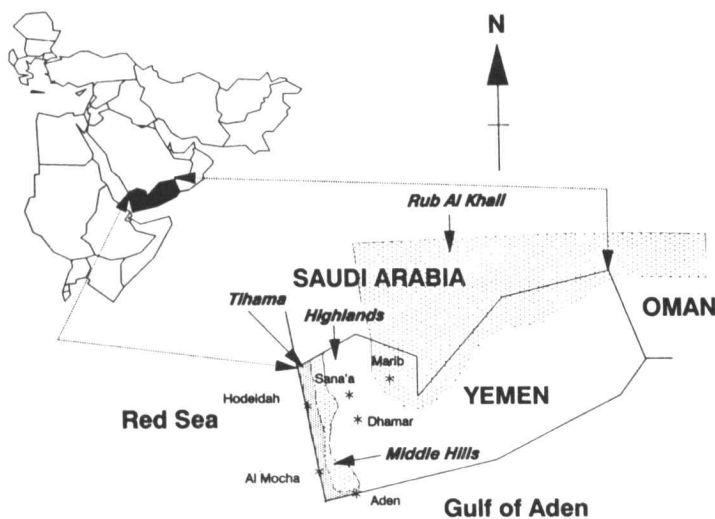 N
Rub Al Khali
SAUDI ARABIA
OMAN
Tihama
Highlands
Marib
Sana'a
YEMEN
Hodeidah
Red Sea
Dhamar
Middle Hills
Al Mocha
Aden
Gulf of Aden